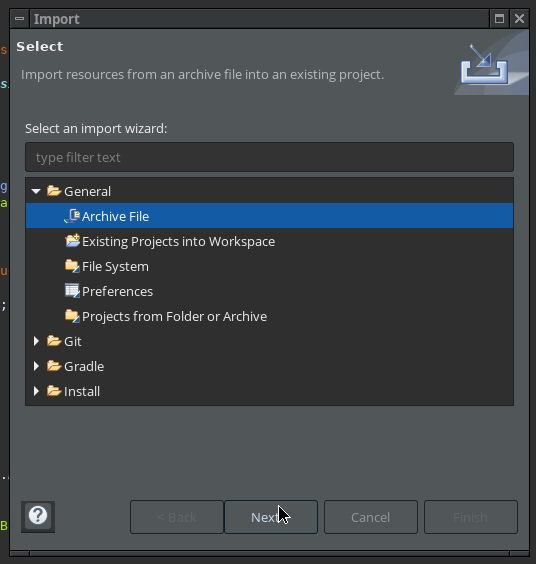 Import
Select
Import resources from an archive file into an existing project.
Select an import wizard:
type filter text
General
Archive File
Existing Projects into Workspace
File System
Preferences
Projects from Folder or Archive
Git
Gradle
Install
?
< Back
Next
Cancel
Finish